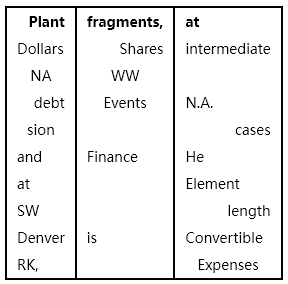 Plant fragments, at
Dollars Shares intermediate
NA WW
debt Events N.A.
sion cases
and Finance He
at Element
SW length
Denver is Convertible
RK, Expenses